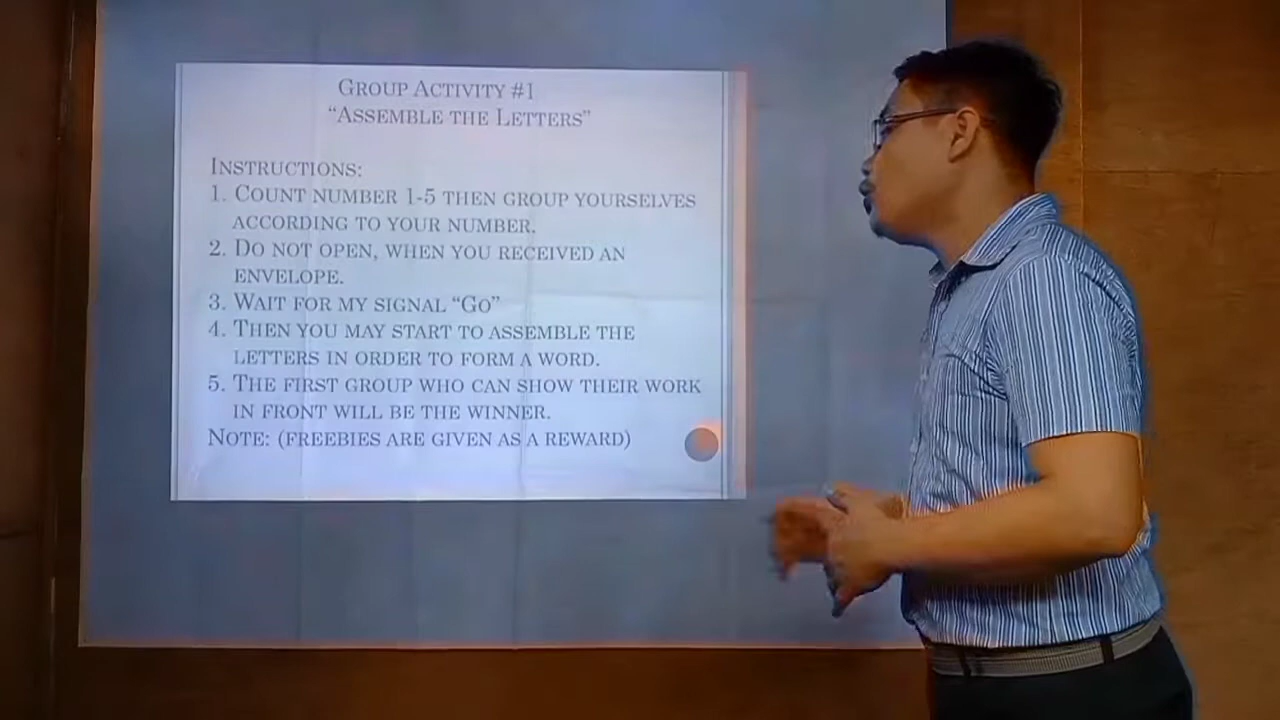 GROUP ACTIVITY #1
"ASSEMBLE THE LETTERS"
INSTRUCTIONS:
1. COUNT NUMBER 1-5 THEN GROUP YOURSELVES
ACCORDING TO YOUR NUMBER.
2. DO NOT OPEN, WHEN YOU RECEIVED AN
ENVELOPE.
3. WAIT FOR MY SIGNAL "GO"
4. THEN YOU MAY START TO ASSEMBLE THE
LETTERS IN ORDER TO FORM A WORD.
5. THE FIRST GROUP WHO CAN SHOW THEIR WORK
IN FRONT WILL BE THE WINNER.
NOTE: (FREEBIES ARE GIVEN AS A REWARD)